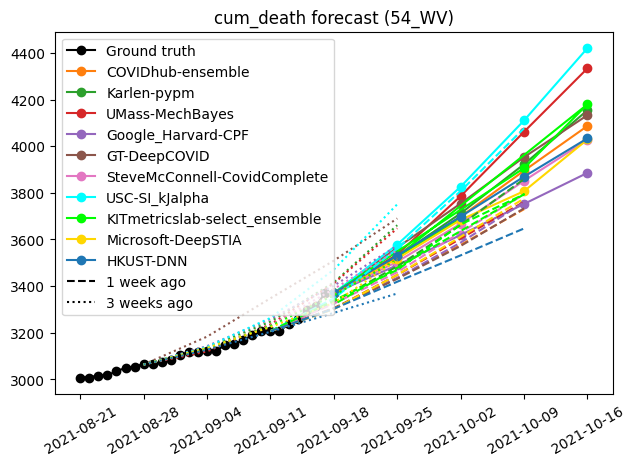 cum_death forecast (54_WV)
4400
4200
4000
3800
3600
3400
3200
3000
Ground truth
COVIDhub-ensemble
Karlen-pypm
UMass-MechBayes
Google_Harvard-CPF
GT-DeepCOVID
SteveMcConnell-CovidComplete
USC-SI_kJalpha
KITmetricslab-select_ensemble
Microsoft-DeepSTIA
HKUST-DNN
1 week ago
3 weeks ago
2021-08-21
2021-08-28
2021-09-04
2021-09-11
2021-09-18
2021-09-25
2021-10-02
2021-10-09
2021-10-16